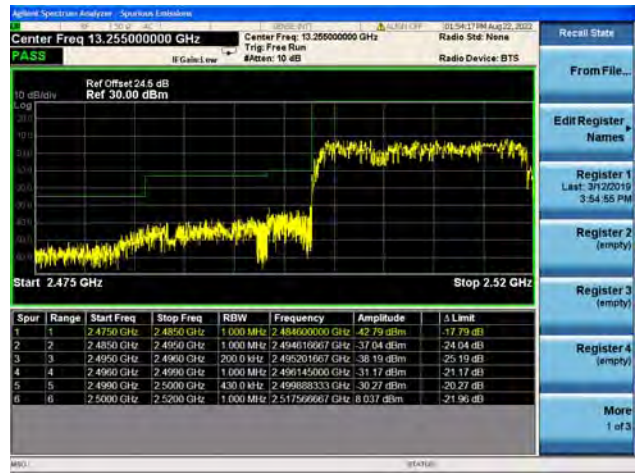 Agilent Spectrum Analyzer - Spurious Emissions
RF 50 Ω AC SENSE:INT ALIGN OFF 01:54:17 PM Aug 22, 2022
Center Freq 13.255000000 GHz
Center Freq: 13.255000000 GHz
Radio Std: None
Trig: Free Run
PASS
IFGain:Low
#Atten: 10 dB
Radio Device: BTS
Ref Offset 24.5 dB
10 dB/div Ref 30.00 dBm
Log
Start 2.475 GHz Stop 2.52 GHz
Spur Range Start Freq Stop Freq RBW Frequency Amplitude Δ Limit
1 1 2.4750 GHz 2.4850 GHz 1.000 MHz 2.484600000 GHz -42.79 dBm -17.79 dB
2 2 2.4850 GHz 2.4950 GHz 1.000 MHz 2.494616667 GHz -37.04 dBm -24.04 dB
3 3 2.4950 GHz 2.4960 GHz 200.0 kHz 2.495201667 GHz -38.19 dBm -25.19 dB
4 4 2.4960 GHz 2.4990 GHz 1.000 MHz 2.496145000 GHz -31.17 dBm -21.17 dB
5 5 2.4990 GHz 2.5000 GHz 430.0 kHz 2.499888333 GHz -30.27 dBm -20.27 dB
6 6 2.5000 GHz 2.5200 GHz 1.000 MHz 2.517566667 GHz 8.037 dBm -21.96 dB
MSG STATUS
Recall State
From File...
Edit Register
Names
Register 1
Last: 3/12/2019
3:54:55 PM
Register 2
(empty)
Register 3
(empty)
Register 4
(empty)
More
1 of 3